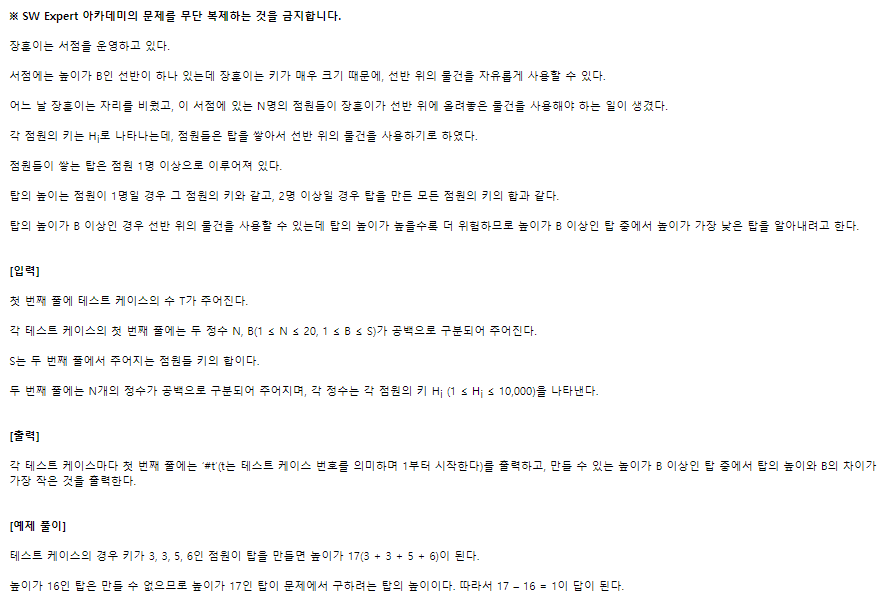 ※ SW Expert 아카데미의 문제를 무단 복제하는 것을 금지합니다.
장훈이는 서점을 운영하고 있다.
서점에는 높이가 B인 선반이 하나 있는데 장훈이는 키가 매우 크기 때문에, 선반 위의 물건을 자유롭게 사용할 수 있다.
어느 날 장훈이는 자리를 비웠고, 이 서점에 있는 N명의 점원들이 장훈이가 선반 위에 올려놓은 물건을 사용해야 하는 일이 생겼다.
각 점원의 키는 Hi로 나타나는데, 점원들은 탑을 쌓아서 선반 위의 물건을 사용하기로 하였다.
점원들이 쌓는 탑은 점원 1명 이상으로 이루어져 있다.
탑의 높이는 점원이 1명일 경우 그 점원의 키와 같고, 2명 이상일 경우 탑을 만든 모든 점원의 키의 합과 같다.
탑의 높이가 B 이상인 경우 선반 위의 물건을 사용할 수 있는데 탑의 높이가 높을수록 더 위험하므로 높이가 B 이상인 탑 중에서 높이가 가장 낮은 탑을 알아내려고 한다.
[입력]
첫 번째 줄에 테스트 케이스의 수 T가 주어진다.
각 테스트 케이스의 첫 번째 줄에는 두 정수 N, B(1 ≤ N ≤ 20, 1 ≤ B ≤ S)가 공백으로 구분되어 주어진다.
S는 두 번째 줄에서 주어지는 점원들 키의 합이다.
두 번째 줄에는 N개의 정수가 공백으로 구분되어 주어지며, 각 정수는 각 점원의 키 Hi (1 ≤ Hi ≤ 10,000)을 나타낸다.
[출력]
각 테스트 케이스마다 첫 번째 줄에는 ‘#t’(t는 테스트 케이스 번호를 의미하며 1부터 시작한다)를 출력하고, 만들 수 있는 높이가 B 이상인 탑 중에서 탑의 높이와 B의 차이가
가장 작은 것을 출력한다.
[예제 풀이]
테스트 케이스의 경우 키가 3, 3, 5, 6인 점원이 탑을 만들면 높이가 17(3 + 3 + 5 + 6)이 된다.
높이가 16인 탑은 만들 수 없으므로 높이가 17인 탑이 문제에서 구하려는 탑의 높이이다. 따라서 17 – 16 = 1이 답이 된다.